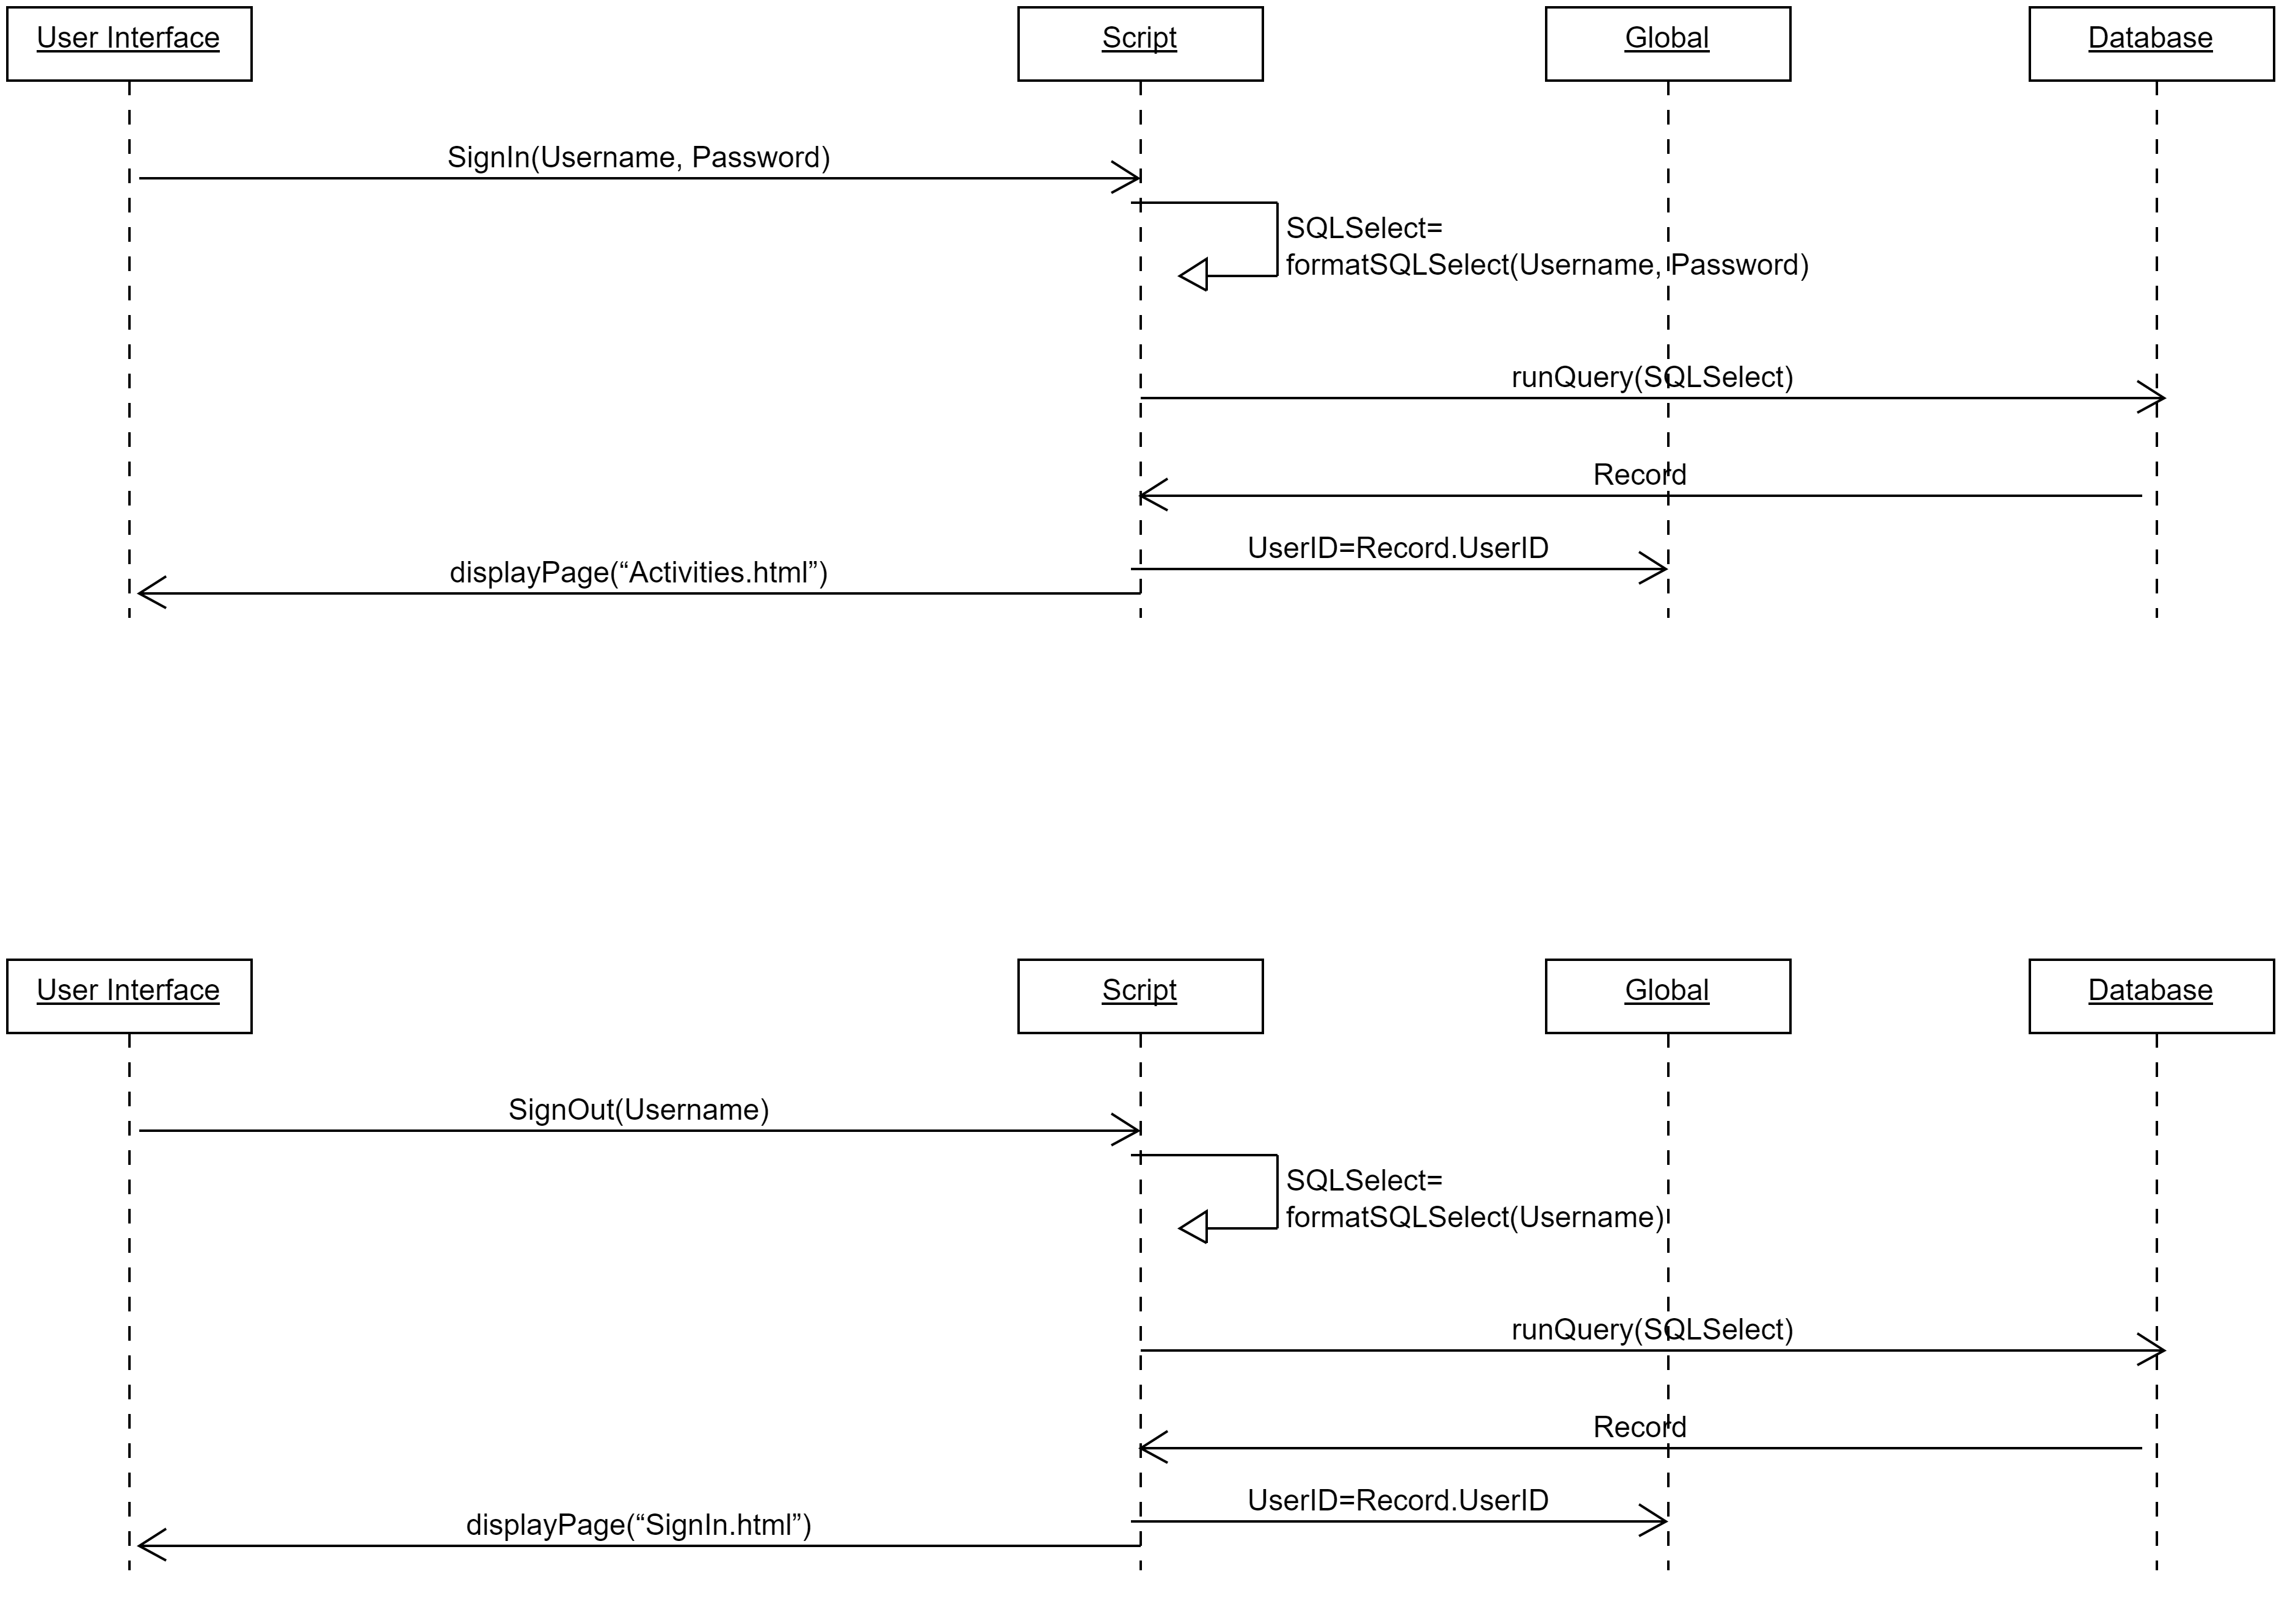 User Interface
Script
Global
Database
SignIn(Username, Password)
SQLSelect=
formatSQLSelect(Username, Password)
runQuery(SQLSelect)
Record
UserID=Record.UserID
displayPage(“Activities.html”)
User Interface
Script
Global
Database
SignOut(Username)
SQLSelect=
formatSQLSelect(Username)
runQuery(SQLSelect)
Record
UserID=Record.UserID
displayPage(“SignIn.html”)